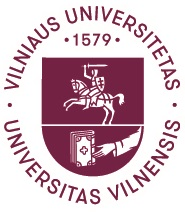 VILNIAUS UNIVERSITETAS
· 1579 ·
UNIVERSITAS VILNENSIS